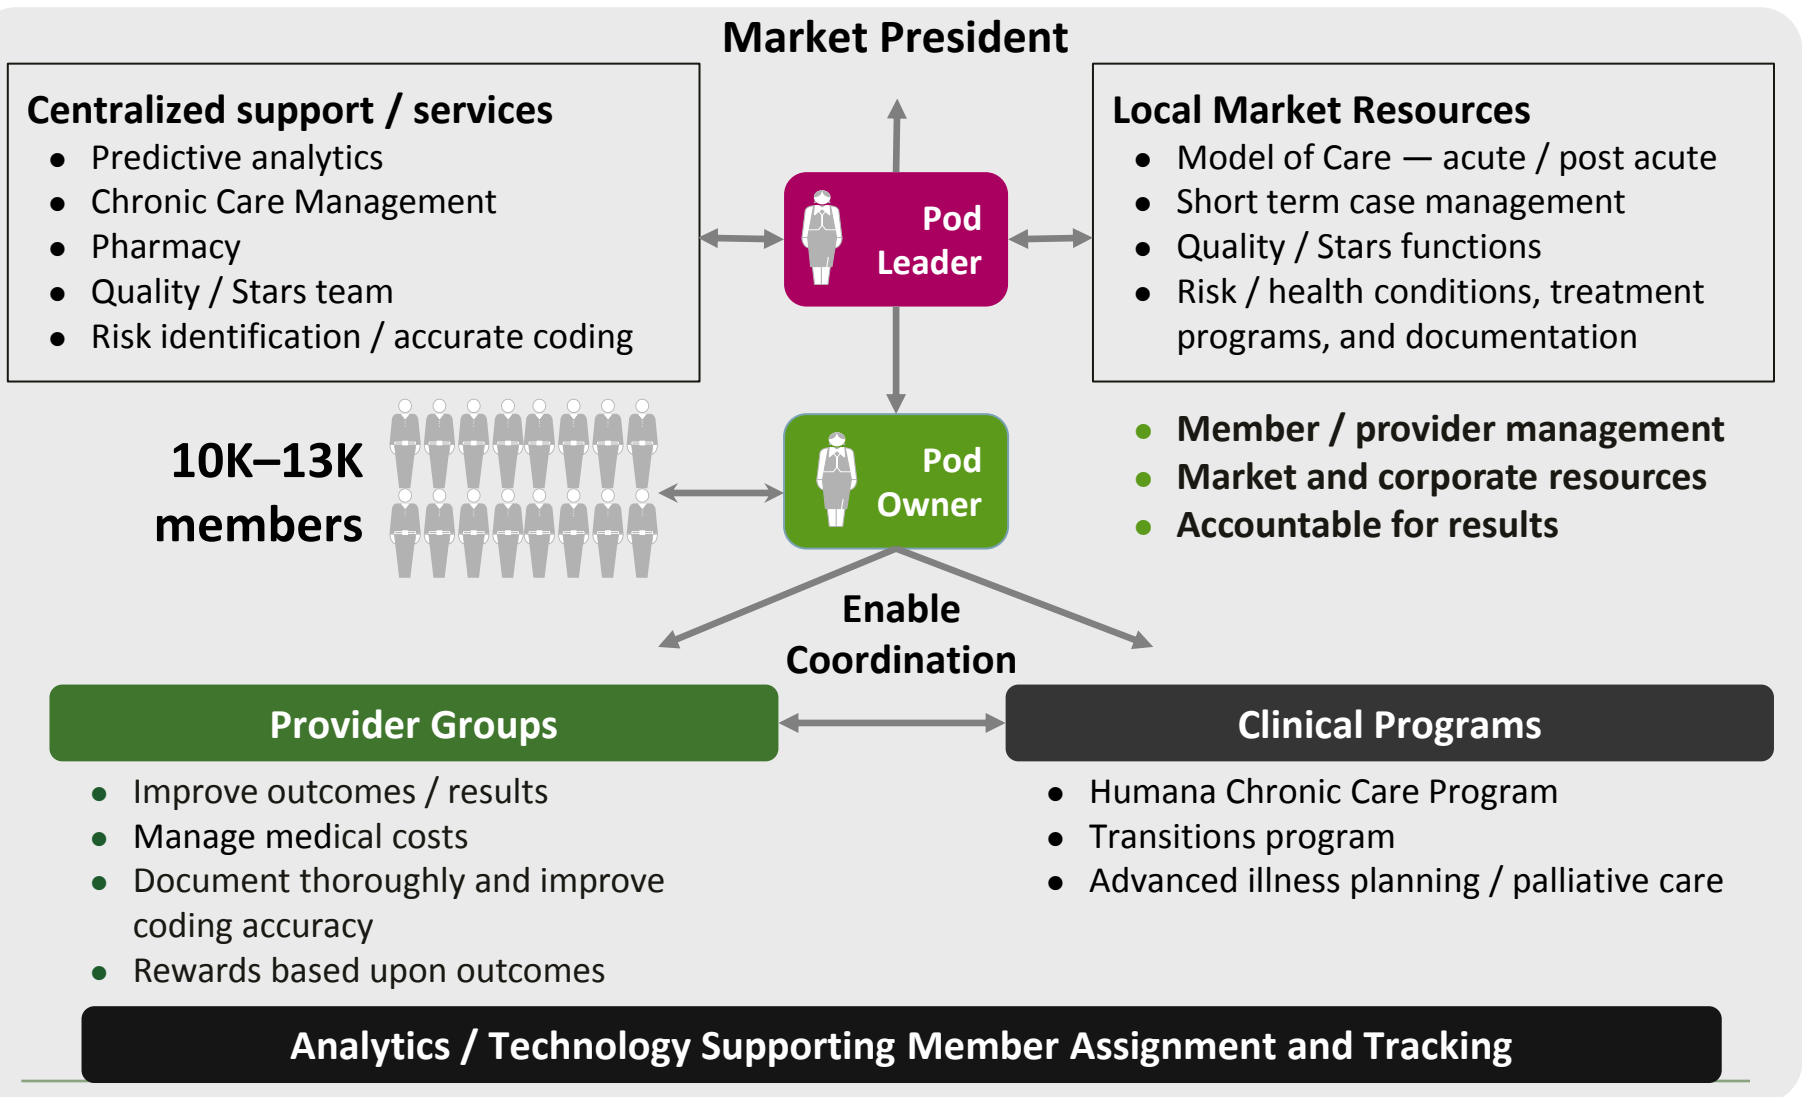 Market President
Centralized support / services
● Predictive analytics
● Chronic Care Management
● Pharmacy
● Quality / Stars team
● Risk identification / accurate coding
Pod
Leader
Local Market Resources
● Model of Care — acute / post acute
● Short term case management
● Quality / Stars functions
● Risk / health conditions, treatment
programs, and documentation
10K–13K
members
Pod
Owner
● Member / provider management
● Market and corporate resources
● Accountable for results
Enable
Coordination
Provider Groups
● Improve outcomes / results
● Manage medical costs
● Document thoroughly and improve
coding accuracy
● Rewards based upon outcomes
Clinical Programs
● Humana Chronic Care Program
● Transitions program
● Advanced illness planning / palliative care
Analytics / Technology Supporting Member Assignment and Tracking